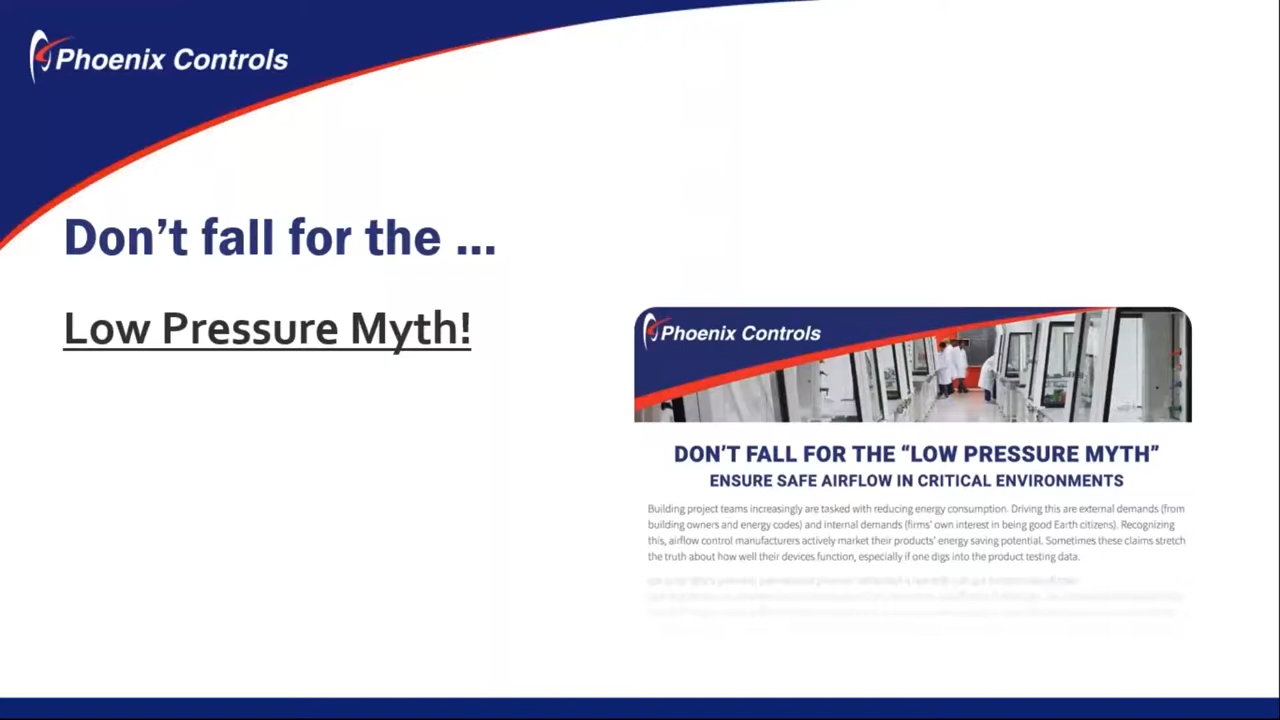 Phoenix Controls
Don’t fall for the ...
Low Pressure Myth!
Phoenix Controls
DON’T FALL FOR THE “LOW PRESSURE MYTH”
ENSURE SAFE AIRFLOW IN CRITICAL ENVIRONMENTS
Building project teams increasingly are tasked with reducing energy consumption. Driving this are external demands (from
building owners and energy codes) and internal demands (firms’ own interest in being good Earth citizens). Recognizing
this, airflow control manufacturers actively market their products’ energy saving potential. Sometimes these claims stretch
the truth about how well their devices function, especially if one digs into the product testing data.